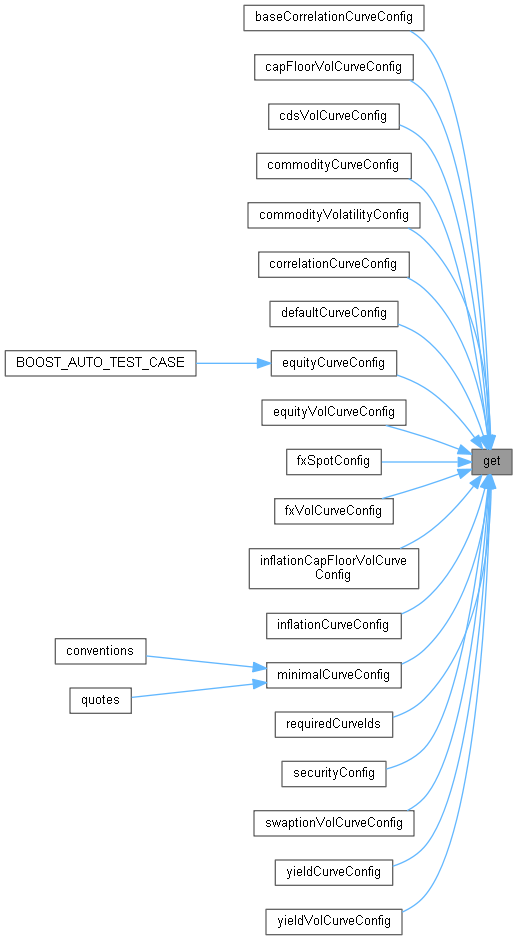 baseCorrelationCurveConfig
capFloorVolCurveConfig
cdsVolCurveConfig
commodityCurveConfig
commodityVolatilityConfig
correlationCurveConfig
defaultCurveConfig
BOOST_AUTO_TEST_CASE
equityCurveConfig
equityVolCurveConfig
fxSpotConfig
get
fxVolCurveConfig
inflationCapFloorVolCurve
Config
inflationCurveConfig
conventions
minimalCurveConfig
quotes
requiredCurveIds
securityConfig
swaptionVolCurveConfig
yieldCurveConfig
yieldVolCurveConfig